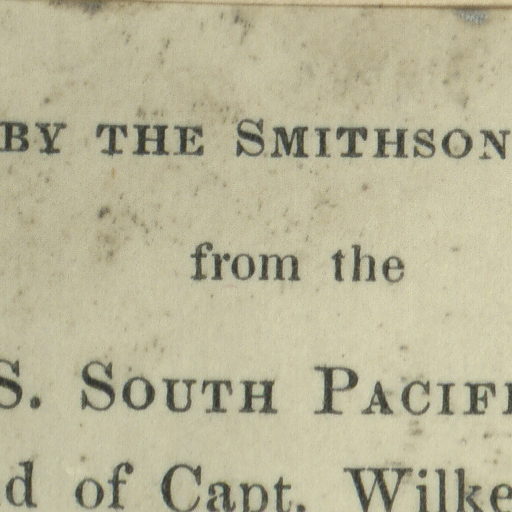 BY THE SMITHSON
from the
S. SOUTH PACIFI
d of Capt. Wilke